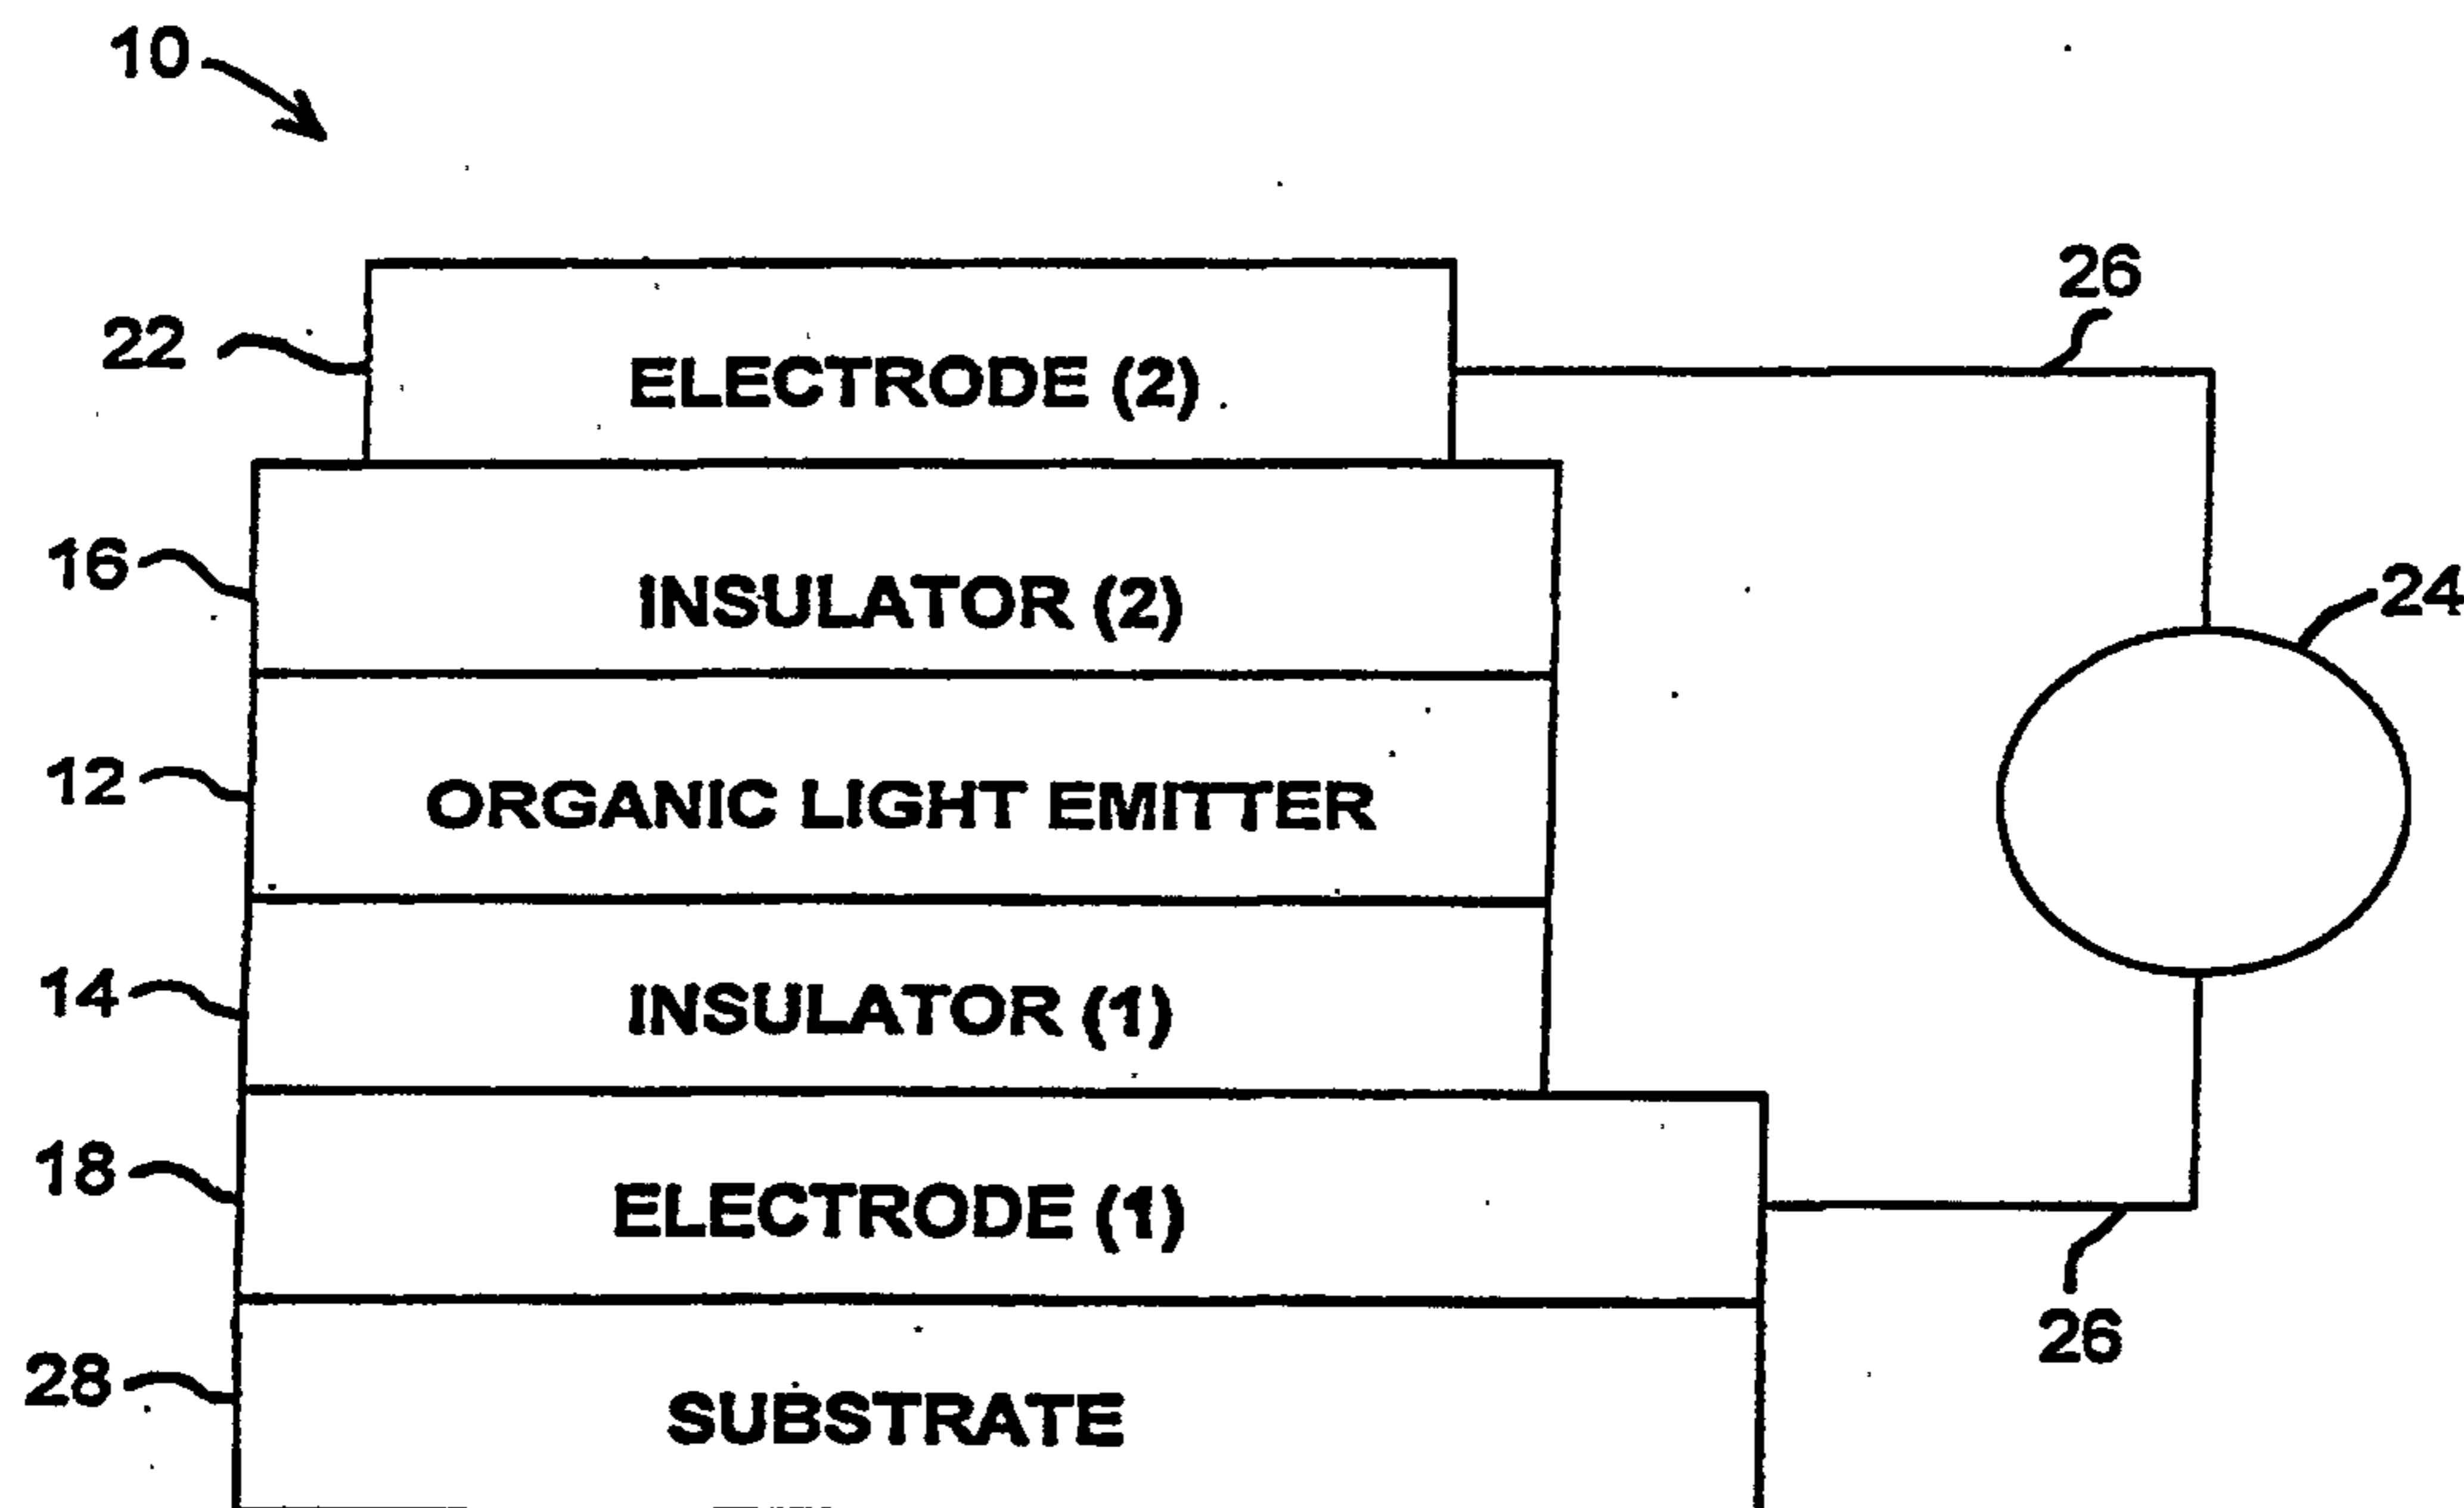 10
26
22
ELECTRODE (2)
24
16
INSULATOR (2)
12
ORGANIC LIGHT EMITTER
14
INSULATOR (1)
18
ELECTRODE (1)
26
28
SUBSTRATE